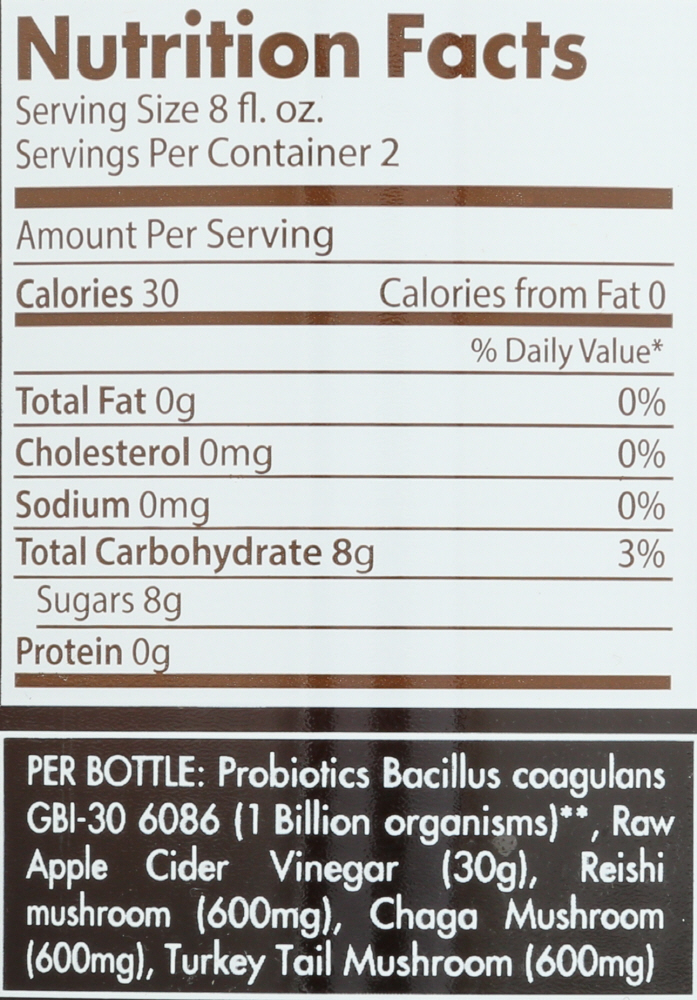 Nutrition Facts
Serving Size 8 fl. oz.
Servings Per Container 2
Amount Per Serving
Calories 30 Calories from Fat 0
% Daily Value*
Total Fat 0g 0%
Cholesterol 0mg 0%
Sodium 0mg 0%
Total Carbohydrate 8g 3%
Sugars 8g
Protein 0g
PER BOTTLE: Probiotics Bacillus coagulans
GBI-30 6086 (1 Billion organisms)**, Raw
Apple Cider Vinegar (30g), Reishi
mushroom (600mg), Chaga Mushroom
(600mg), Turkey Tail Mushroom (600mg)